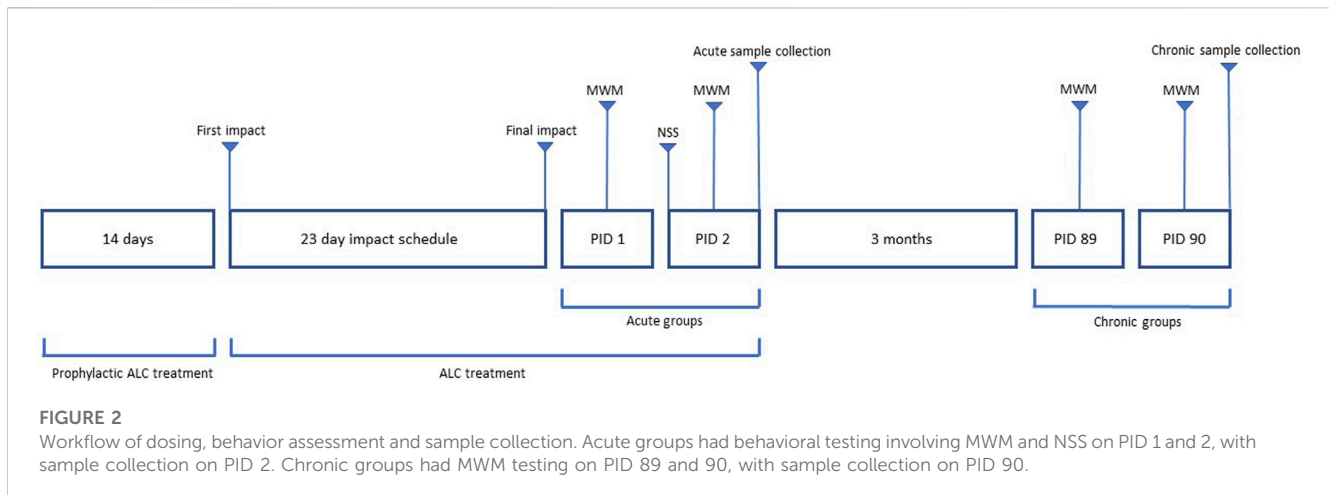 Acute sample collection
Chronic sample collection
MWM
MWM
MWM
MWM
First impact
Final impact
NSS
14 days
23 day impact schedule
PID 1
PID 2
3 months
PID 89
PID 90
Acute groups
Chronic groups
Prophylactic ALC treatment
ALC treatment
FIGURE 2
Workflow of dosing, behavior assessment and sample collection. Acute groups had behavioral testing involving MWM and NSS on PID 1 and 2, with
sample collection on PID 2. Chronic groups had MWM testing on PID 89 and 90, with sample collection on PID 90.